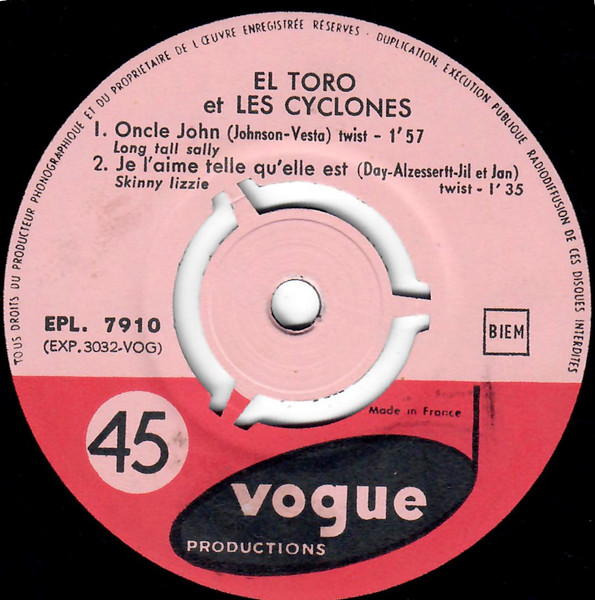 TOUS DROITS DU PRODUCTEUR PHONOGRAPHIQUE ET DU PROPRIÉTAIRE DE L'ŒUVRE ENREGISTRÉE RÉSERVÉS - DUPLICATION, EXÉCUTION PUBLIQUE RADIODIFFUSION DE CES DISQUES INTERDITES
EL TORO
et LES CYCLONES
1. Oncle John (Johnson-Vesta) twist - 1'57
Long tall sally
2. Je l'aime telle qu'elle est (Day-Alzessertt-Jil et Jan)
Skinny lizzie twist - 1'35
EPL. 7910
(EXP. 3032-VOG)
BIEM
Made in France
45
vogue
PRODUCTIONS